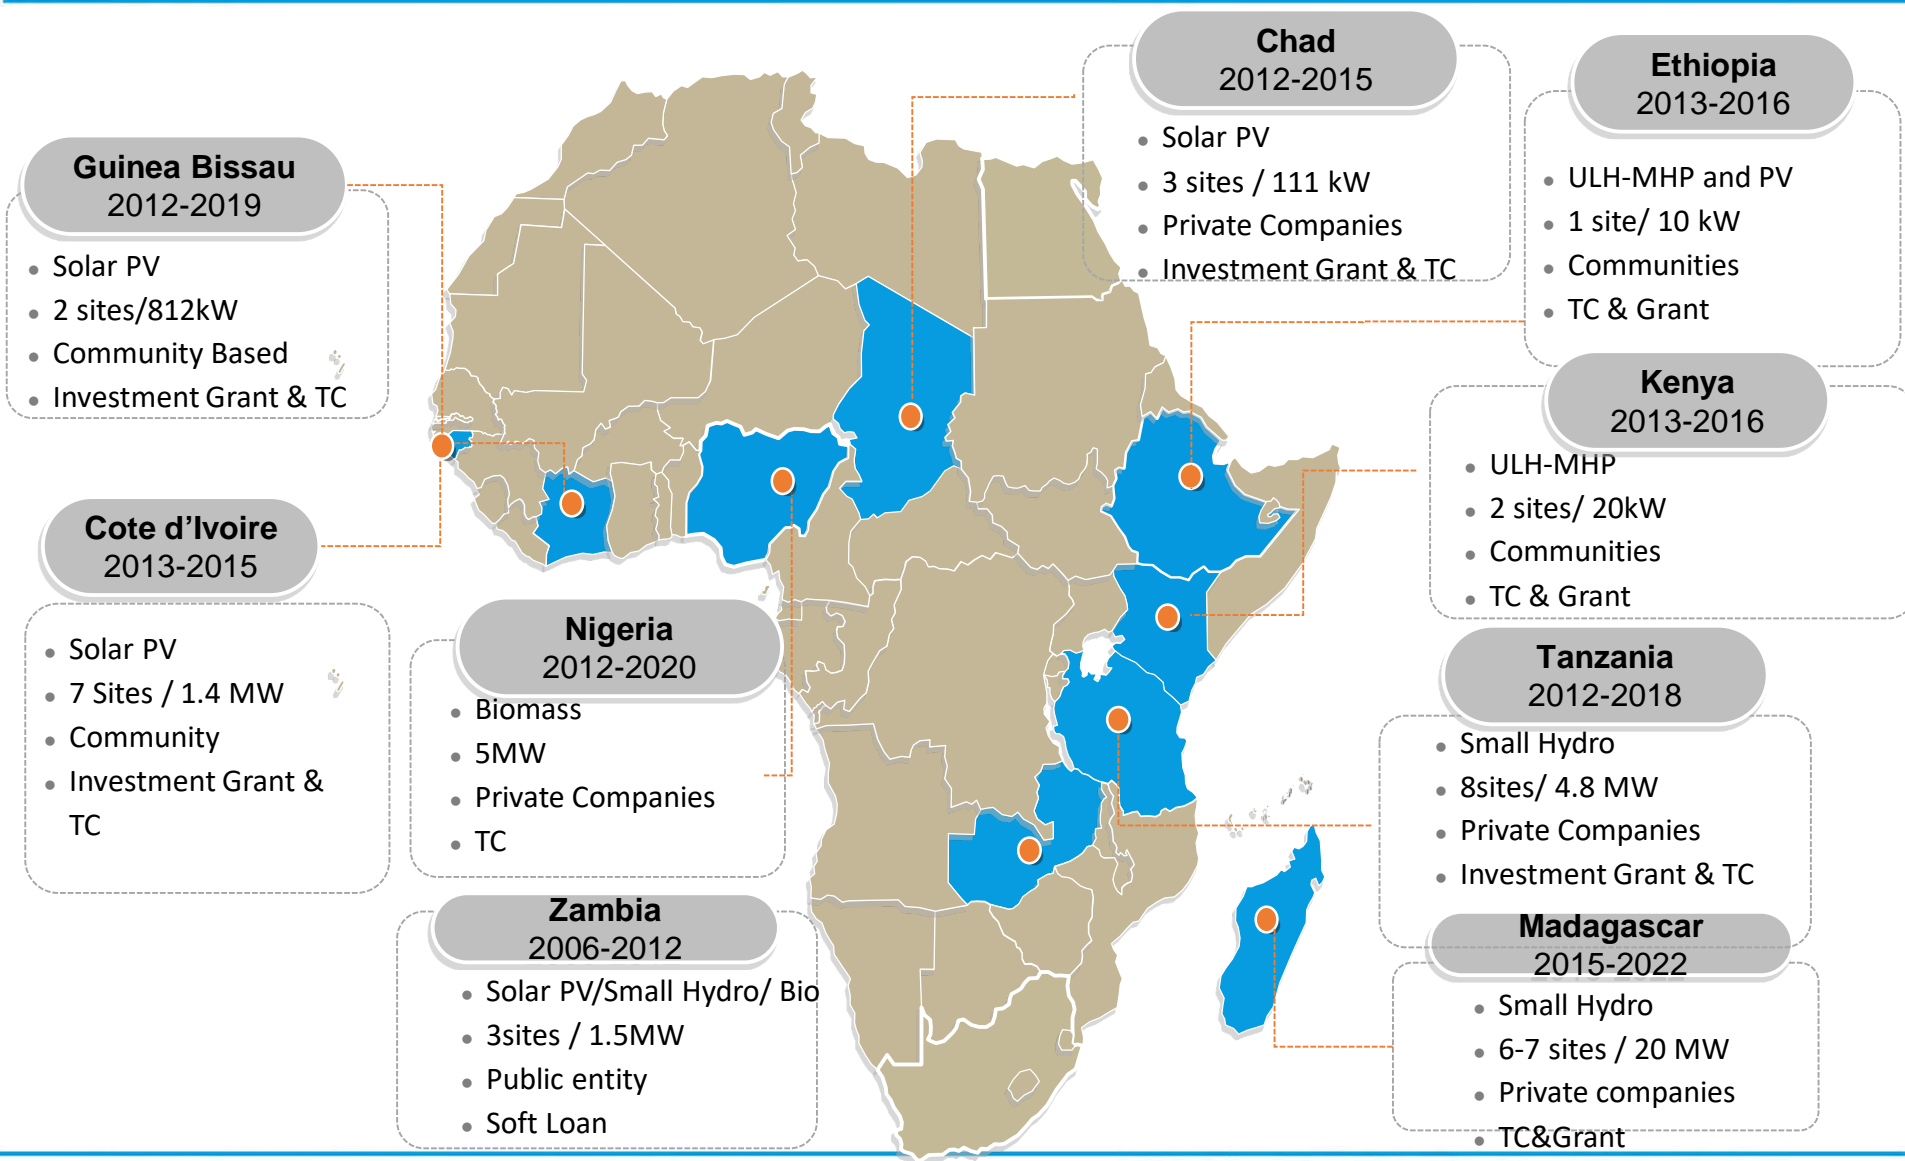 Chad
2012-2015
• Solar PV
• 3 sites / 111 kW
• Private Companies
• Investment Grant & TC
Ethiopia
2013-2016
• ULH-MHP and PV
• 1 site/ 10 kW
• Communities
• TC & Grant
Guinea Bissau
2012-2019
• Solar PV
• 2 sites/812kW
• Community Based
• Investment Grant & TC
Kenya
2013-2016
• ULH-MHP
• 2 sites/ 20kW
• Communities
• TC & Grant
Cote d’Ivoire
2013-2015
• Solar PV
• 7 Sites / 1.4 MW
• Community
• Investment Grant &
TC
Nigeria
2012-2020
• Biomass
• 5MW
• Private Companies
• TC
Tanzania
2012-2018
• Small Hydro
• 8sites/ 4.8 MW
• Private Companies
• Investment Grant & TC
Zambia
2006-2012
• Solar PV/Small Hydro/ Bio
• 3sites / 1.5MW
• Public entity
• Soft Loan
Madagascar
2015-2022
• Small Hydro
• 6-7 sites / 20 MW
• Private companies
• TC&Grant